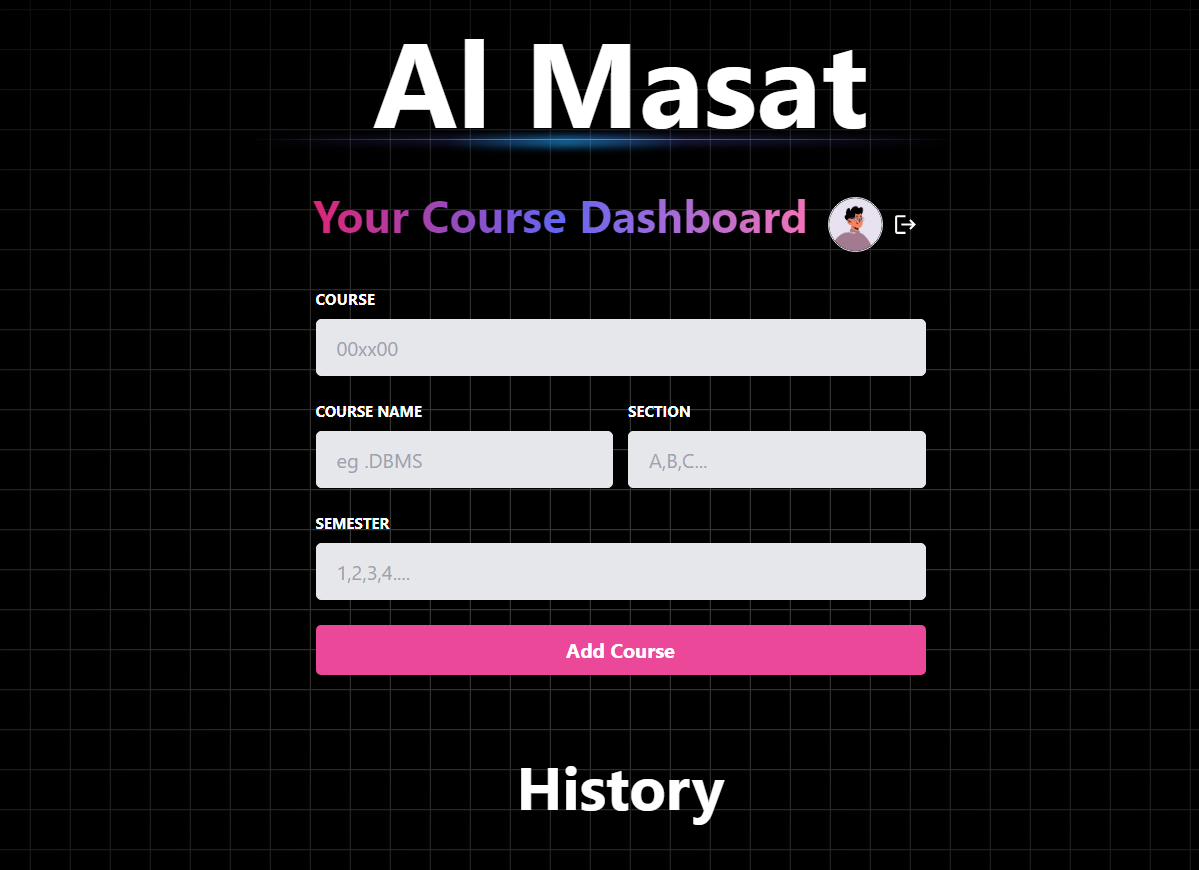 Al Masat
Your Course Dashboard
COURSE
00xx00
COURSE NAME
SECTION
eg .DBMS
A,B,C...
SEMESTER
1,2,3,4....
Add Course
History